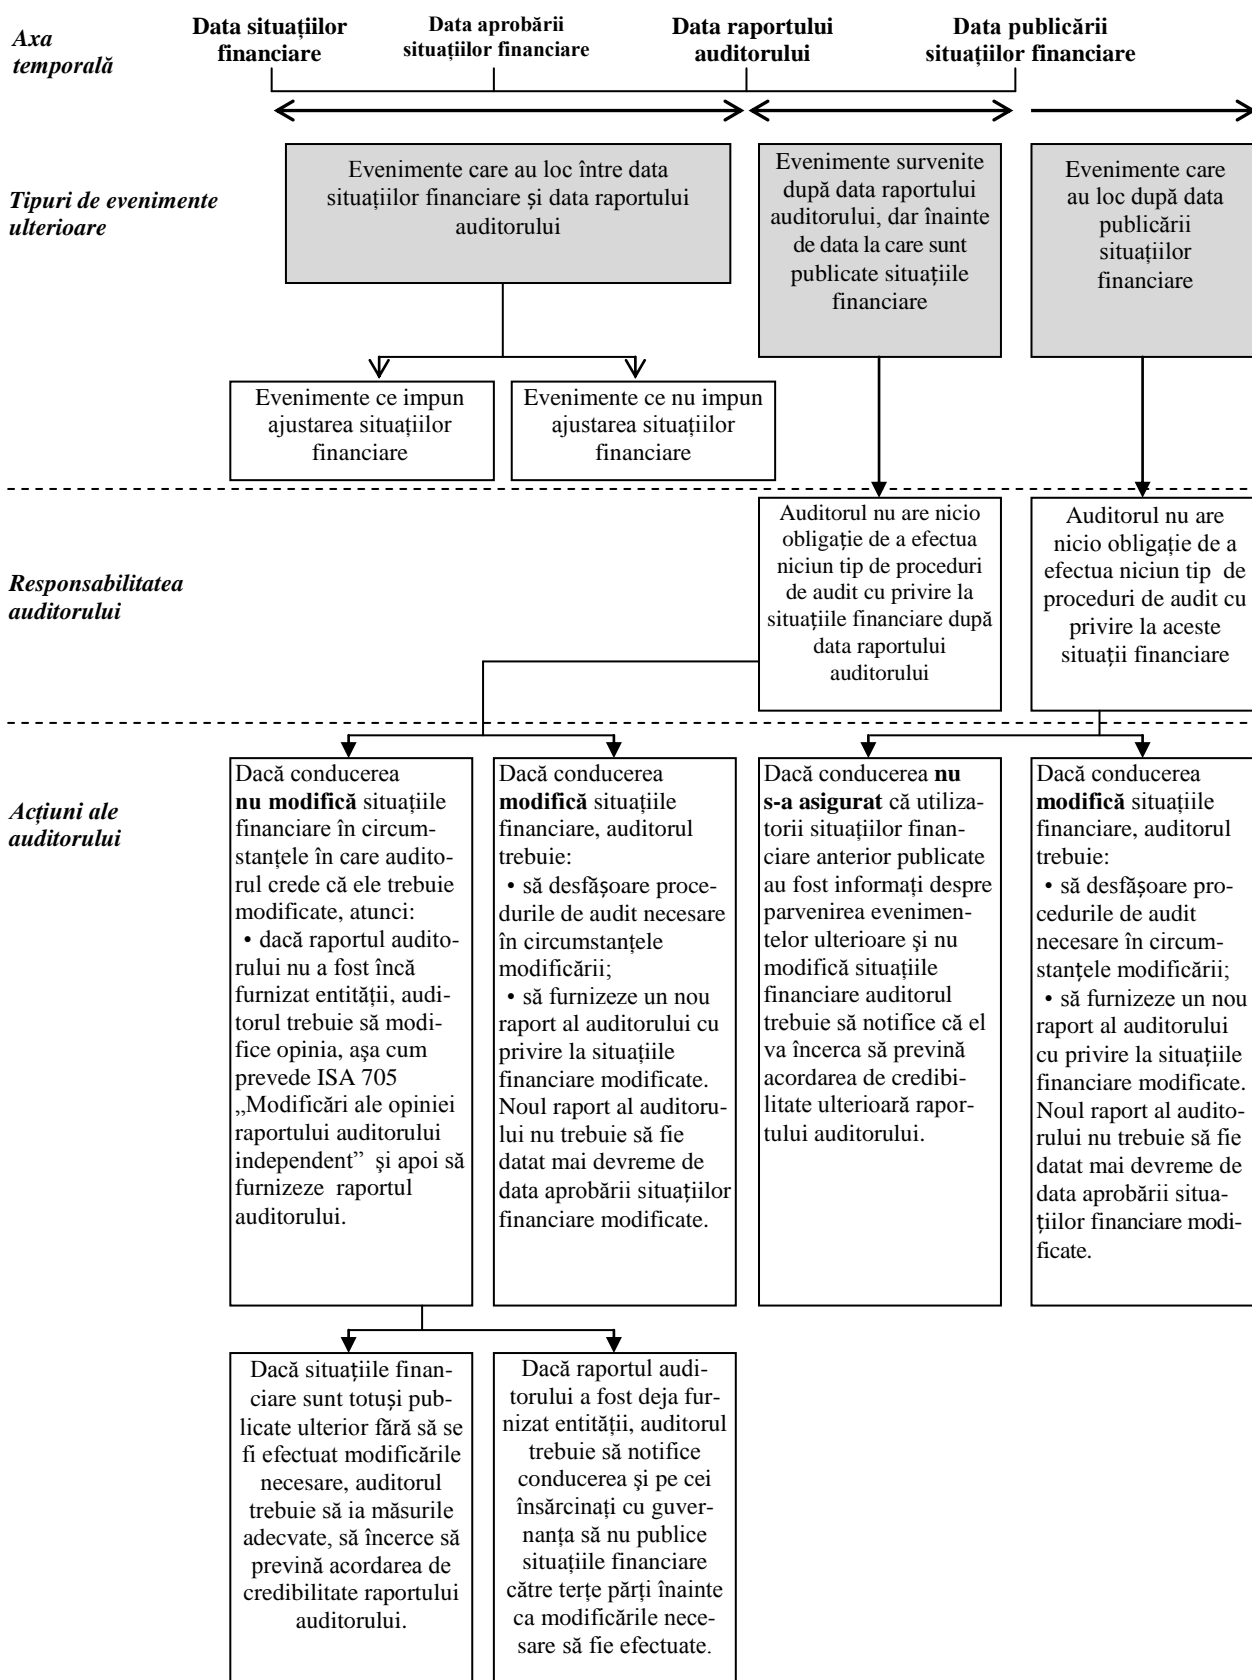 Axa
temporală
Data situațiilor
financiare
Data aprobării
situațiilor financiare
Data raportului
auditorului
Data publicării
situațiilor financiare
Tipuri de evenimente
ulterioare
Evenimente care au loc între data
situațiilor financiare și data raportului
auditorului
Evenimente survenite
după data raportului
auditorului, dar înainte
de data la care sunt
publicate situațiile
financiare
Evenimente care
au loc după data
publicării
situațiilor
financiare
Evenimente ce impun
ajustarea situațiilor
financiare
Evenimente ce nu impun
ajustarea situațiilor
financiare
Responsabilitatea
auditorului
Auditorul nu are nicio
obligație de a efectua
niciun tip de proceduri
de audit cu privire la
situațiile financiare după
data raportului
auditorului
Auditorul nu are
nicio obligație de a
efectua niciun tip de
proceduri de audit cu
privire la aceste
situații financiare
Acțiuni ale
auditorului
Dacă conducerea
nu modifică situațiile
financiare în circum-
stanțele în care audito-
rul crede că ele trebuie
modificate, atunci:
• dacă raportul audito-
rului nu a fost încă
furnizat entității, audi-
torul trebuie să modi-
fice opinia, așa cum
prevede ISA 705
„Modificări ale opiniei
raportului auditorului
independent” și apoi să
furnizeze raportul
auditorului.
Dacă conducerea
modifică situațiile
financiare, auditorul
trebuie:
• să desfășoare proce-
durile de audit necesare
în circumstanțele
modificării;
• să furnizeze un nou
raport al auditorului cu
privire la situațiile
financiare modificate.
Noul raport al auditoru-
lui nu trebuie să fie
datat mai devreme de
data aprobării situațiilor
financiare modificate.
Dacă conducerea nu
s-a asigurat că utiliza-
torii situațiilor finan-
ciare anterior publicate
au fost informați despre
parvenirea evenimen-
telor ulterioare și nu
modifică situațiile
financiare auditorul
trebuie să notifice că el
va încerca să prevină
acordarea de credibi-
litate ulterioară rapor-
tului auditorului.
Dacă conducerea
modifică situațiile
financiare, auditorul
trebuie:
• să desfășoare pro-
cedurile de audit
necesare în circum-
stanțele modificării;
• să furnizeze un nou
raport al auditorului
cu privire la situațiile
financiare modificate.
Noul raport al audito-
rului nu trebuie să fie
datat mai devreme de
data aprobării situa-
țiilor financiare modi-
ficate.
Dacă situațiile finan-
ciare sunt totuși pub-
licate ulterior fără să se
fi efectuat modificările
necesare, auditorul
trebuie să ia măsurile
adecvate, să încerce să
prevină acordarea de
credibilitate raportului
auditorului.
Dacă raportul audi-
torului a fost deja fur-
nizat entității, auditorul
trebuie să notifice
conducerea și pe cei
însărcinați cu guver-
nanța să nu publice
situațiile financiare
către terțe părți înainte
ca modificările nece-
sare să fie efectuate.